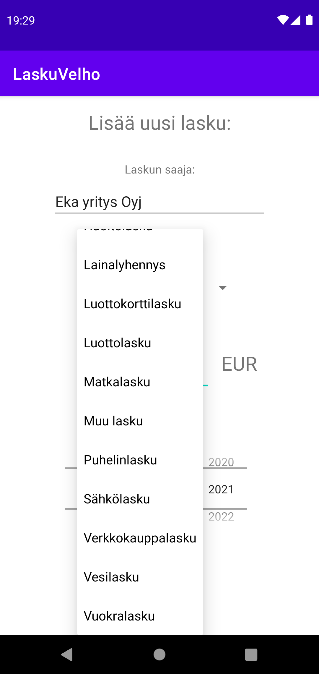 19:29
LaskuVelho
Lisää uusi lasku:
Laskun saaja:
Eka yritys Oyj
Lainalyhennys
Luottokorttilasku
Luottolasku
Matkalasku
EUR
Muu lasku
Puhelinlasku
2020
Sähkölasku
2021
Verkkokauppalasku
2022
Vesilasku
Vuokralasku